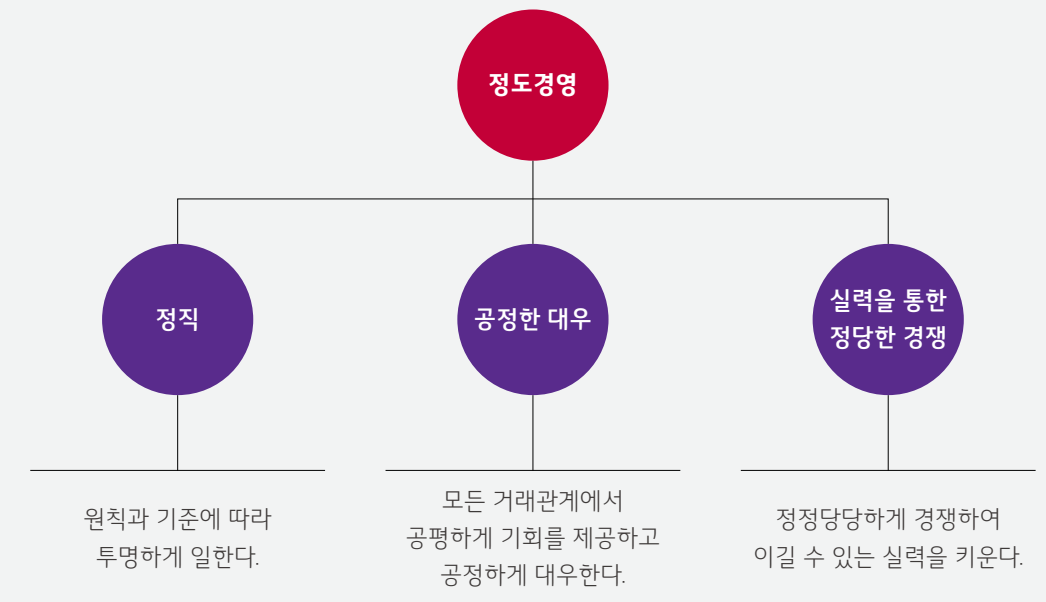 정도경영
정직
공정한 대우
실력을 통한
정당한 경쟁
원칙과 기준에 따라
투명하게 일한다.
모든 거래관계에서
공평하게 기회를 제공하고
공정하게 대우한다.
정정당당하게 경쟁하여
이길 수 있는 실력을 키운다.